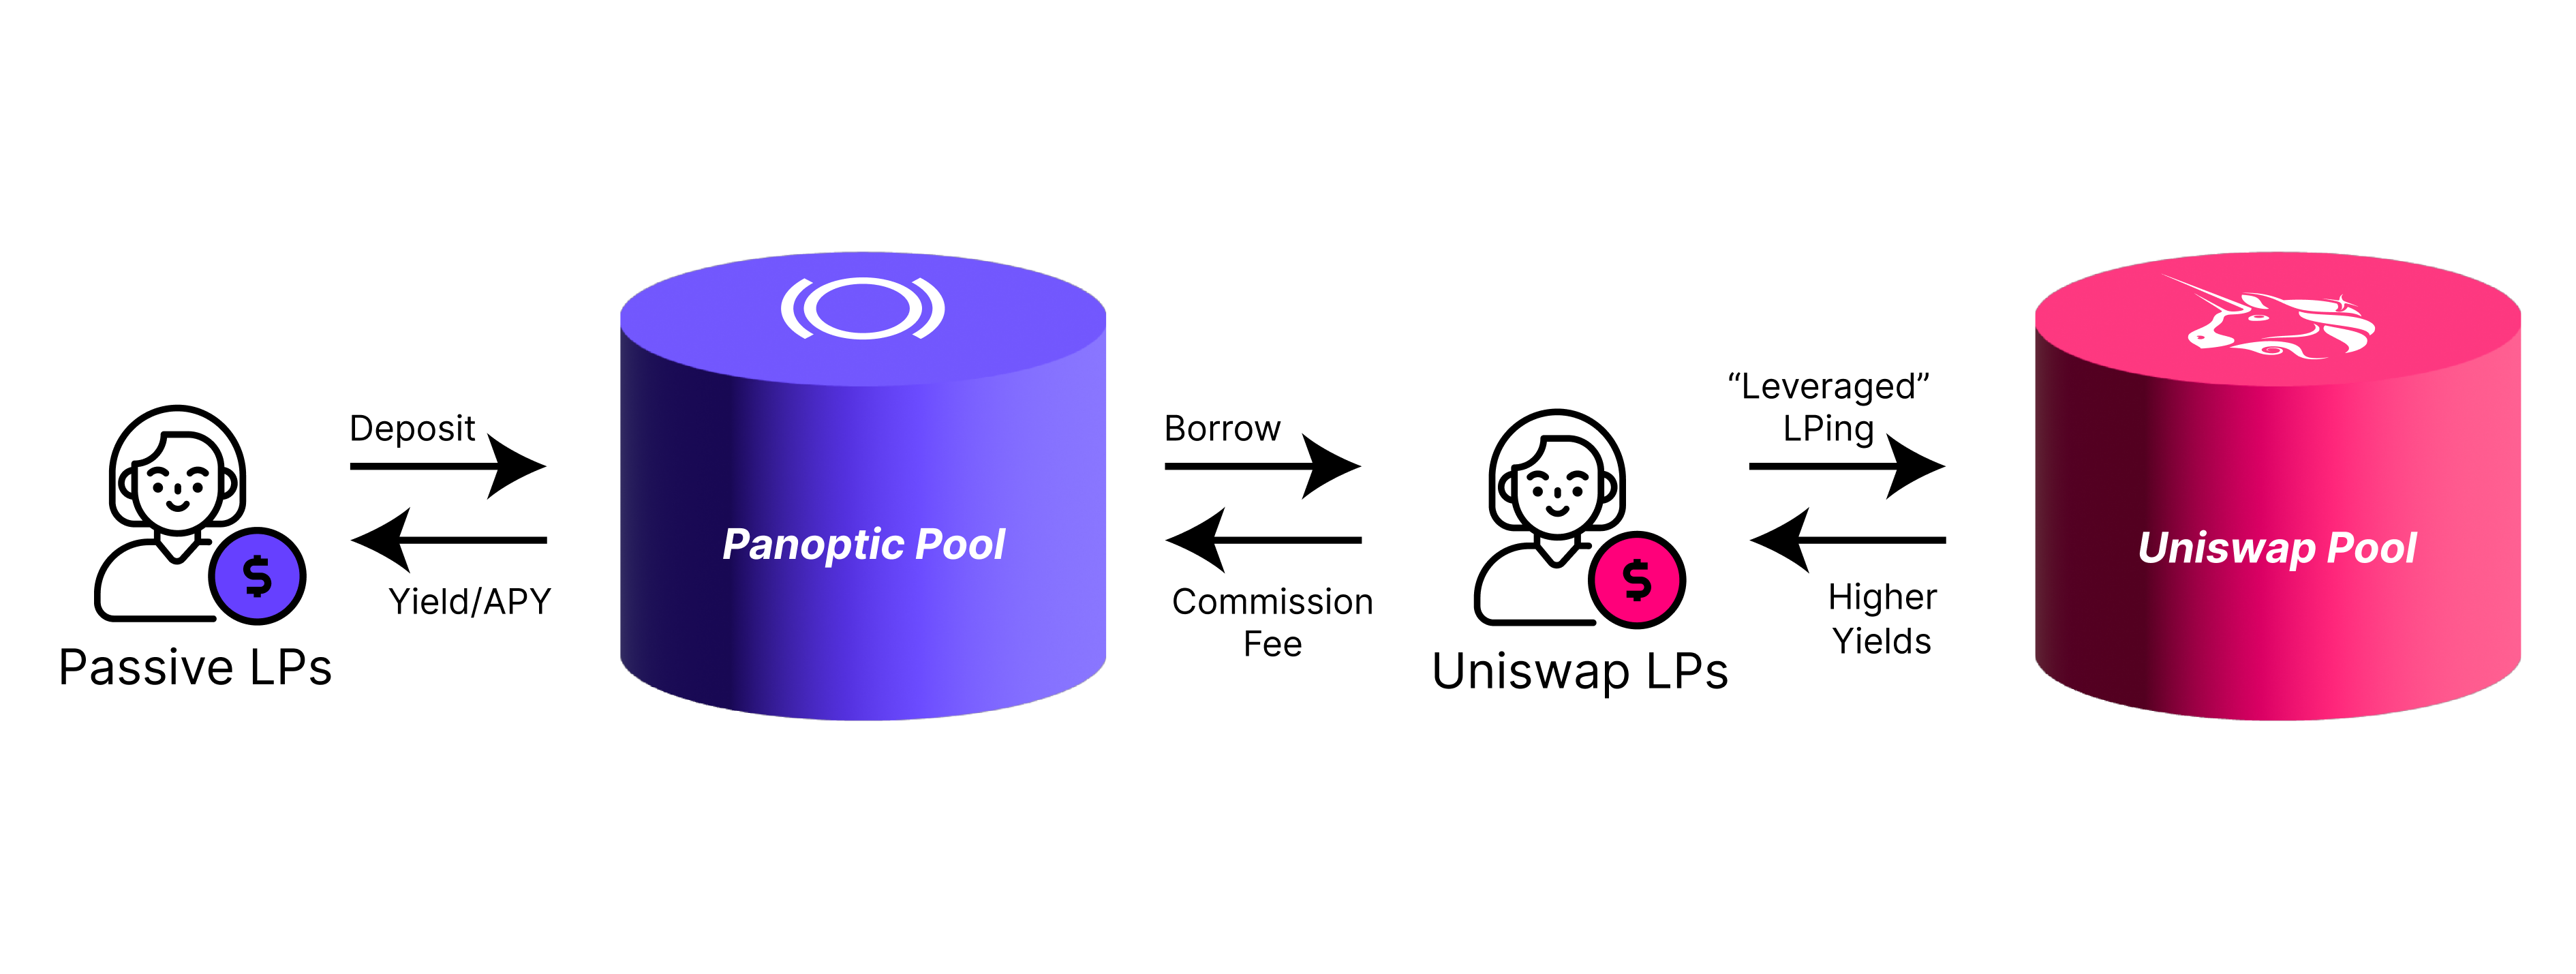 Deposit
Yield/APY
Passive LPs
$
Panoptic Pool
Borrow
Commission
Fee
$
Uniswap LPs
“Leveraged”
LPing
Higher
Yields
Uniswap Pool